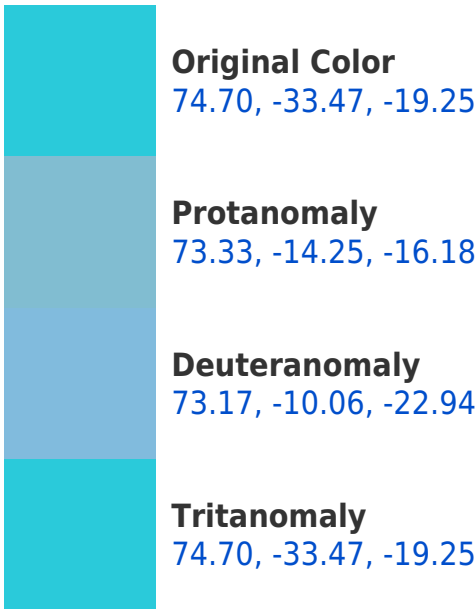 Original Color
74.70, -33.47, -19.25
Protanomaly
73.33, -14.25, -16.18
Deuteranomaly
73.17, -10.06, -22.94
Tritanomaly
74.70, -33.47, -19.25